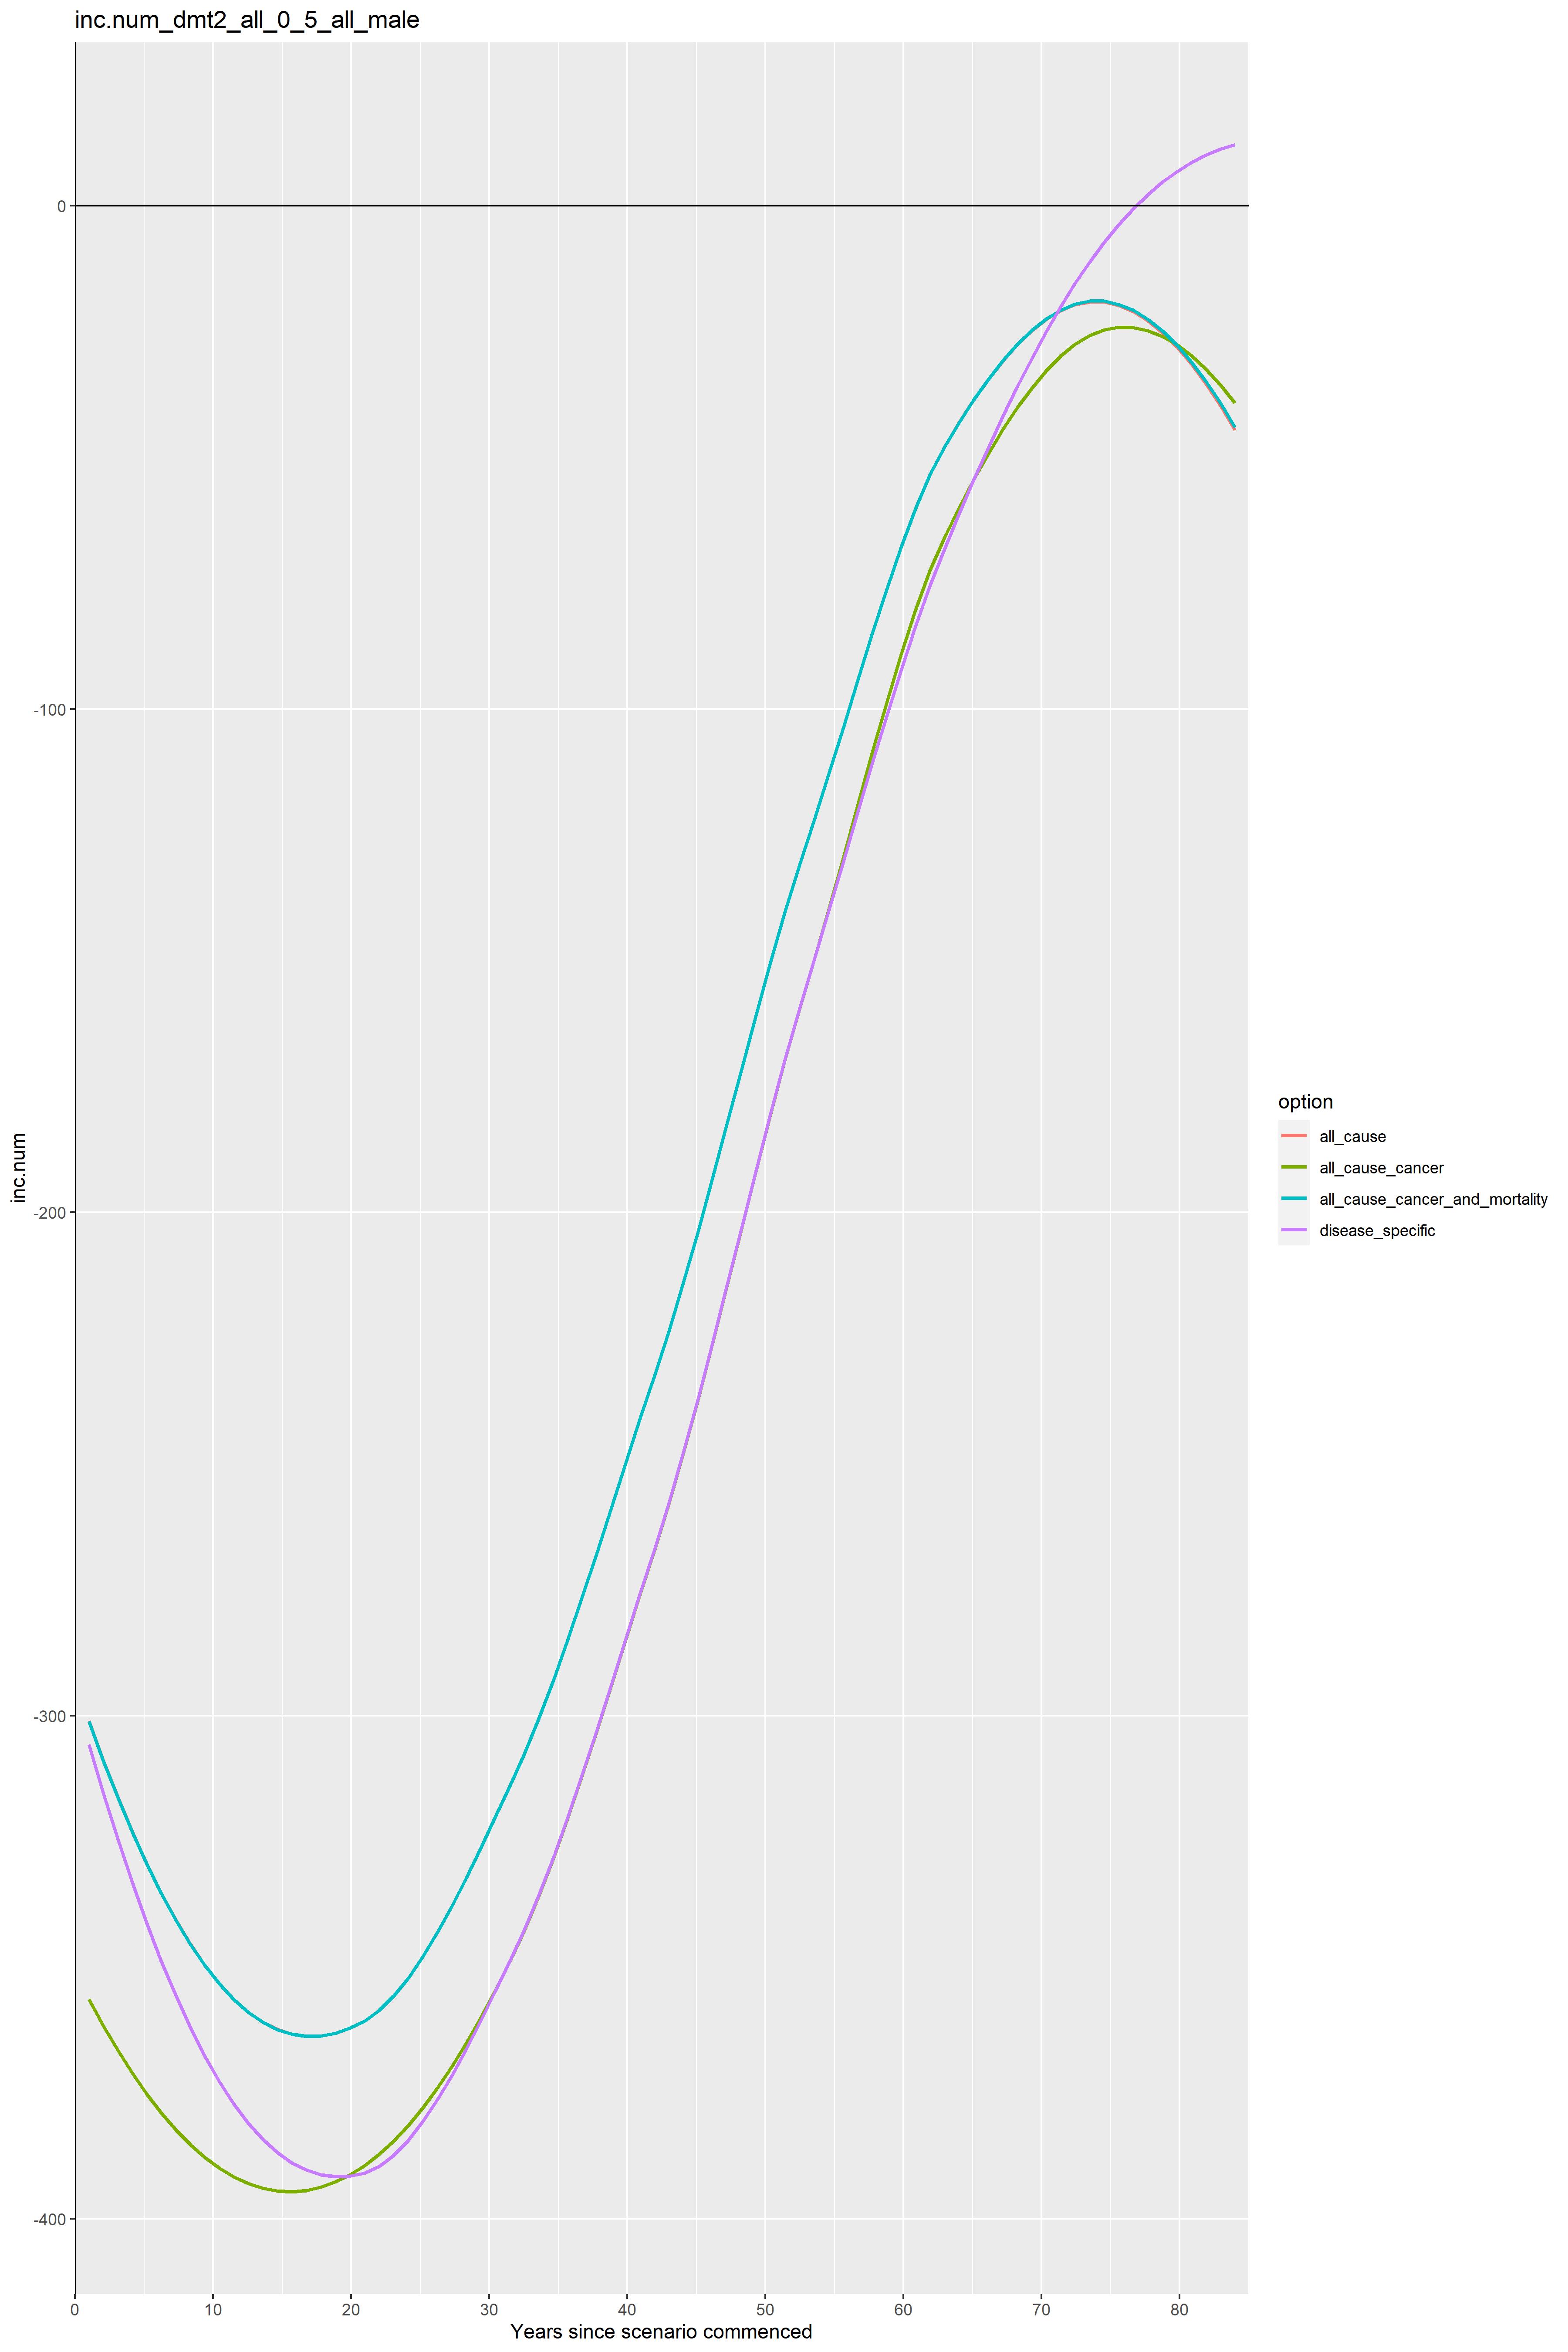 inc.num_dmt2_all_0_5_all_male
0
-100
-200
-300
-400
inc.num
0 10 20 30 40 50 60 70 80
Years since scenario commenced
option
all_cause
all_cause_cancer
all_cause_cancer_and_mortality
disease_specific